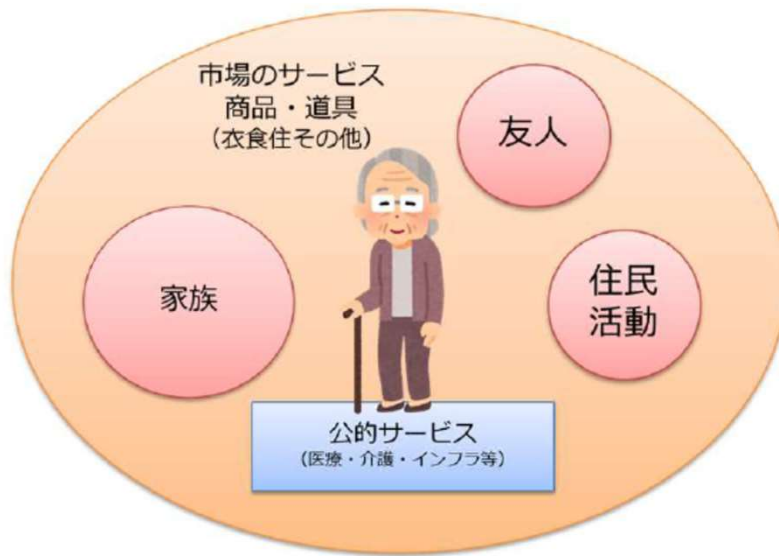 市場のサービス
商品・道具
（衣食住その他）
友人
家族
住民
活動
公的サービス
（医療・介護・インフラ等）